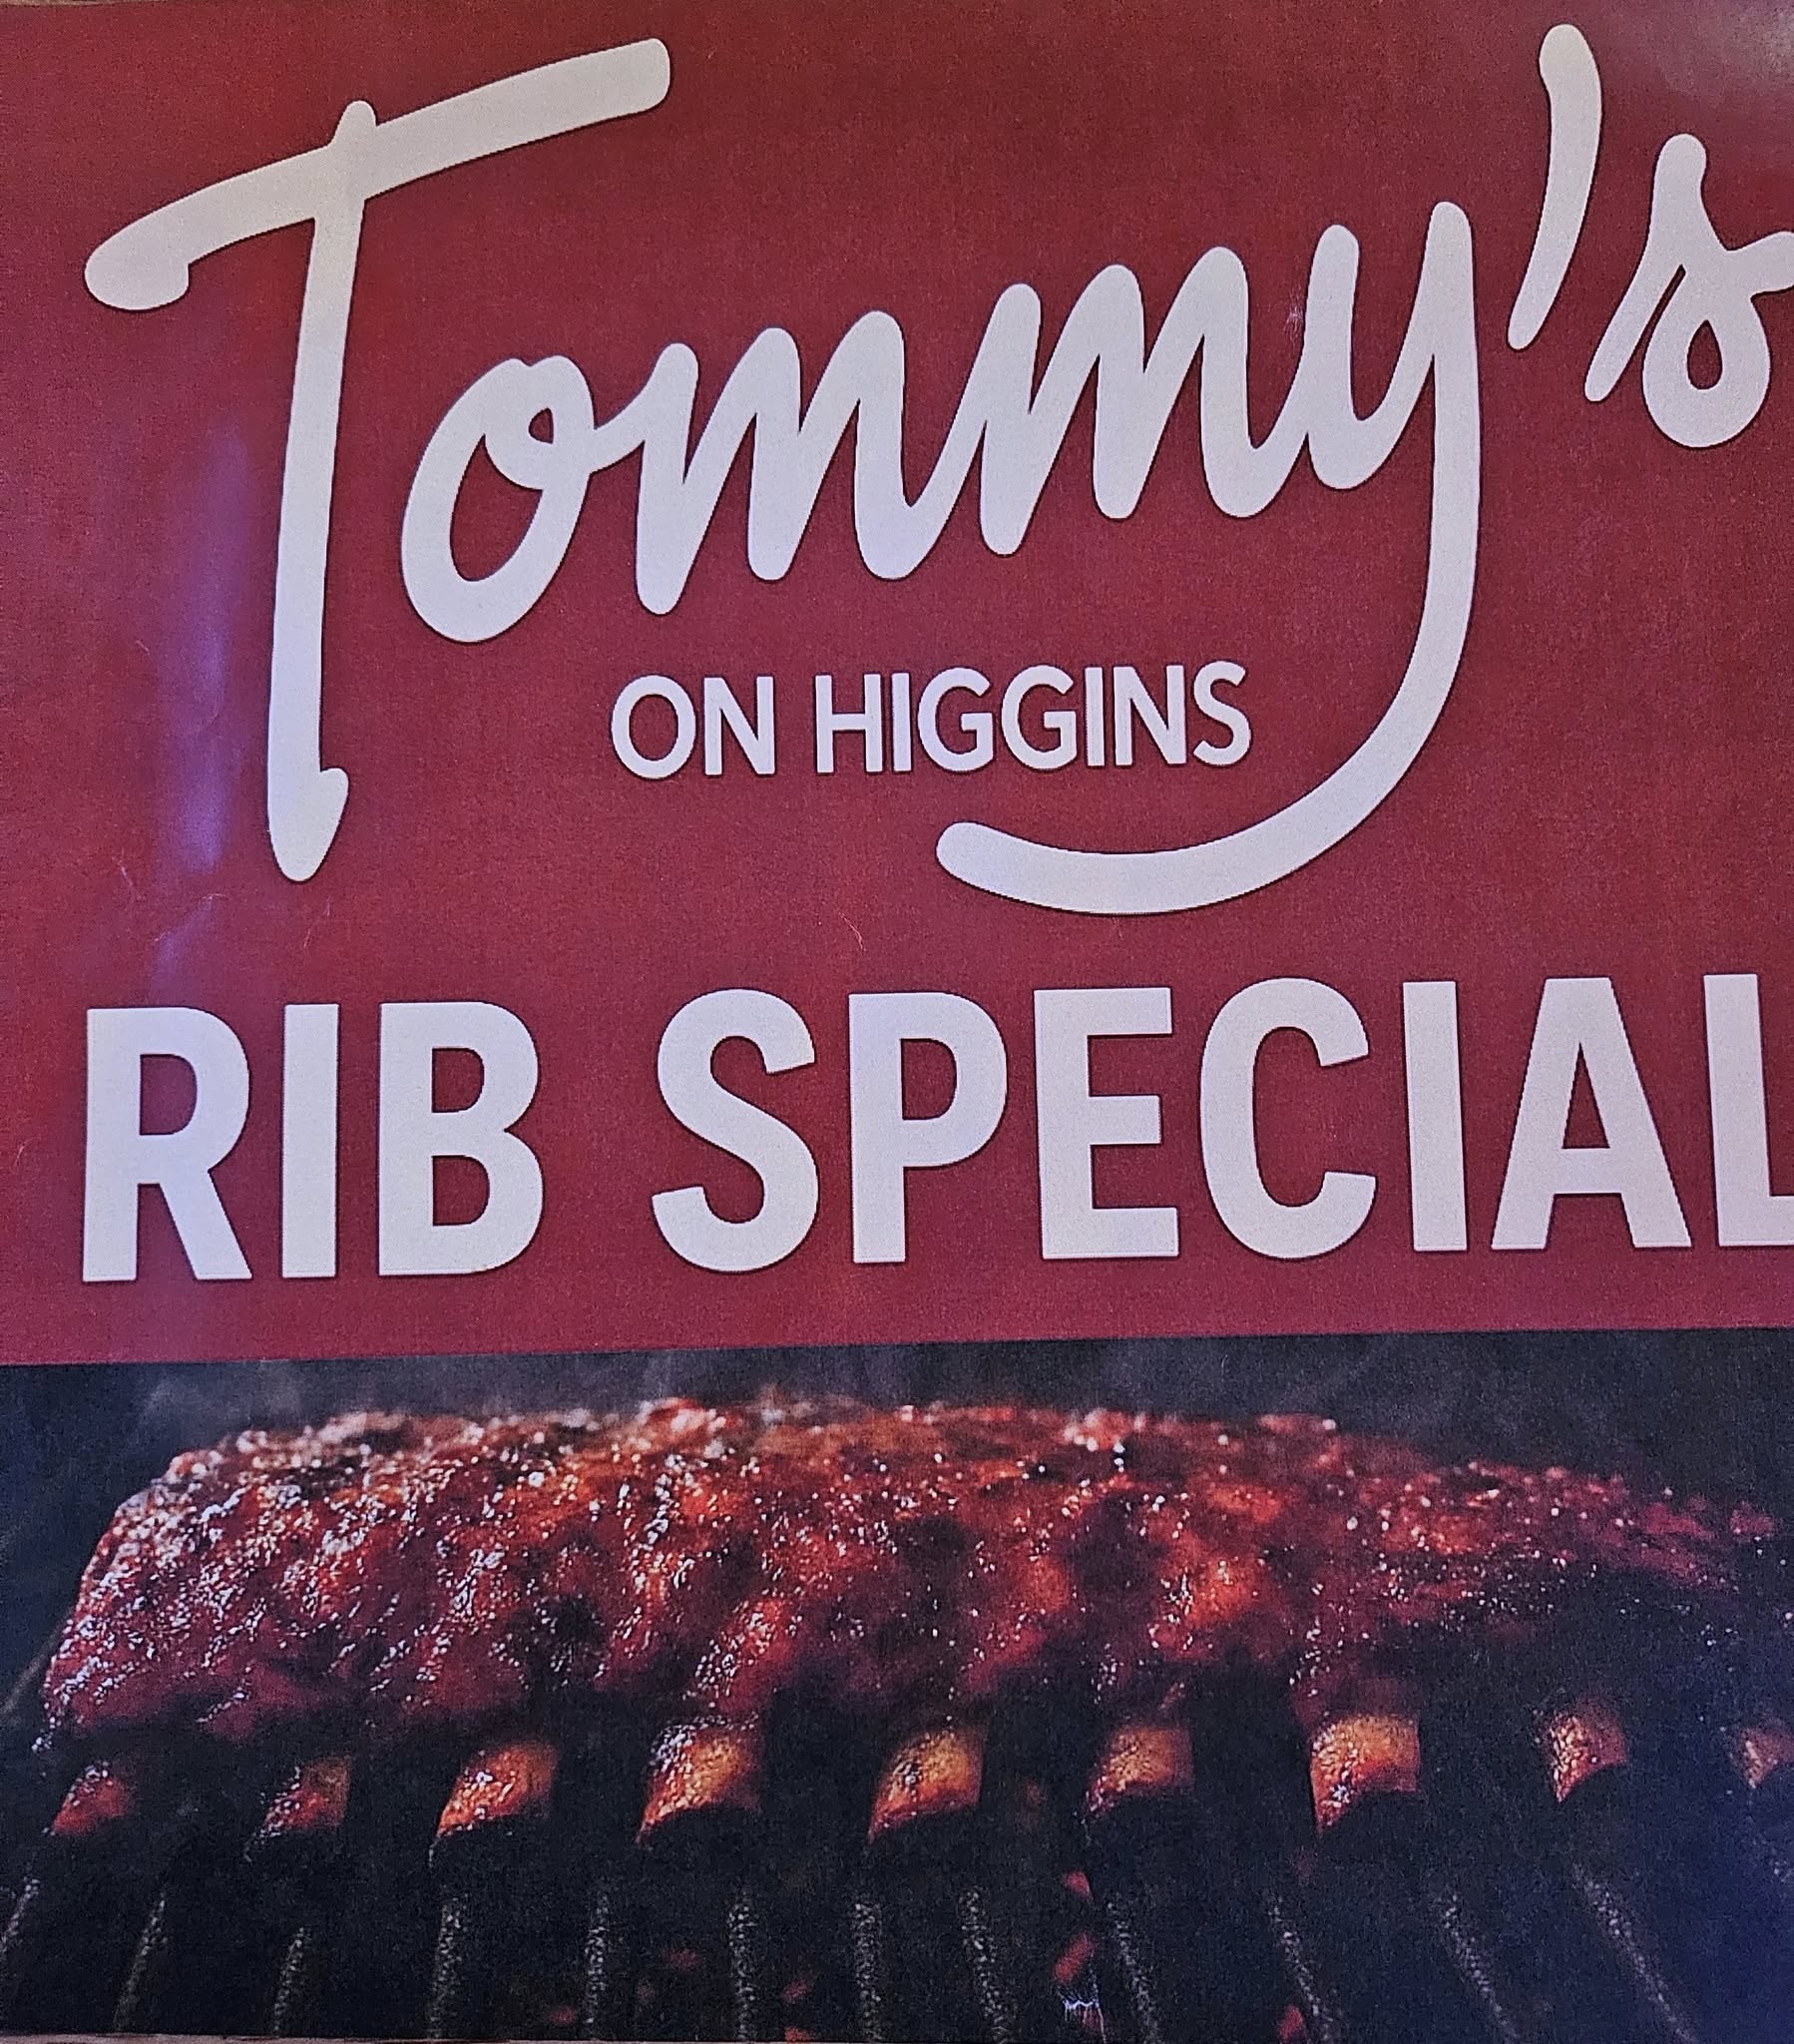 Tommy's
ON HIGGINS
RIB SPECIAL